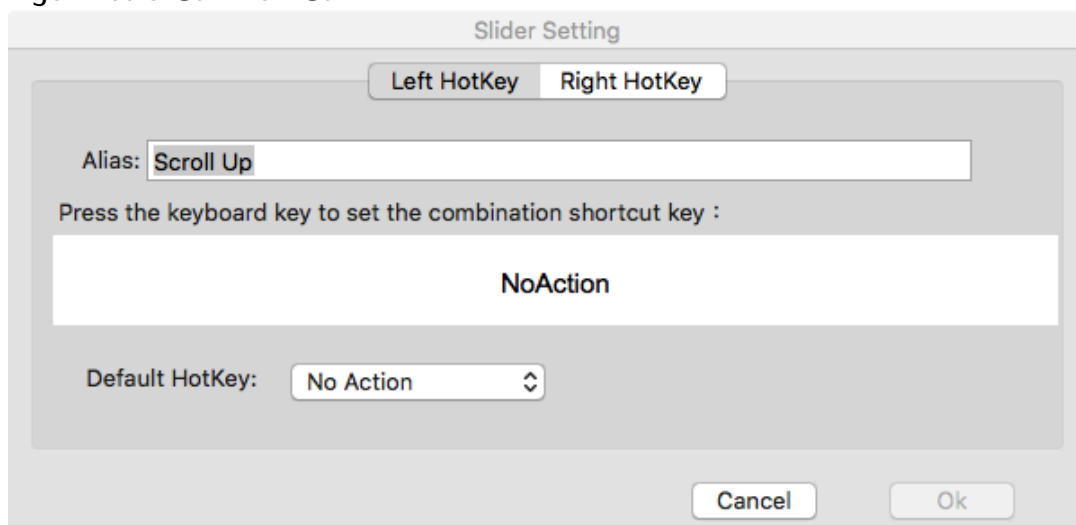 Slider Setting
Left HotKey Right HotKey
Alias: Scroll Up
Press the keyboard key to set the combination shortcut key :
NoAction
Default HotKey: No Action
Cancel Ok